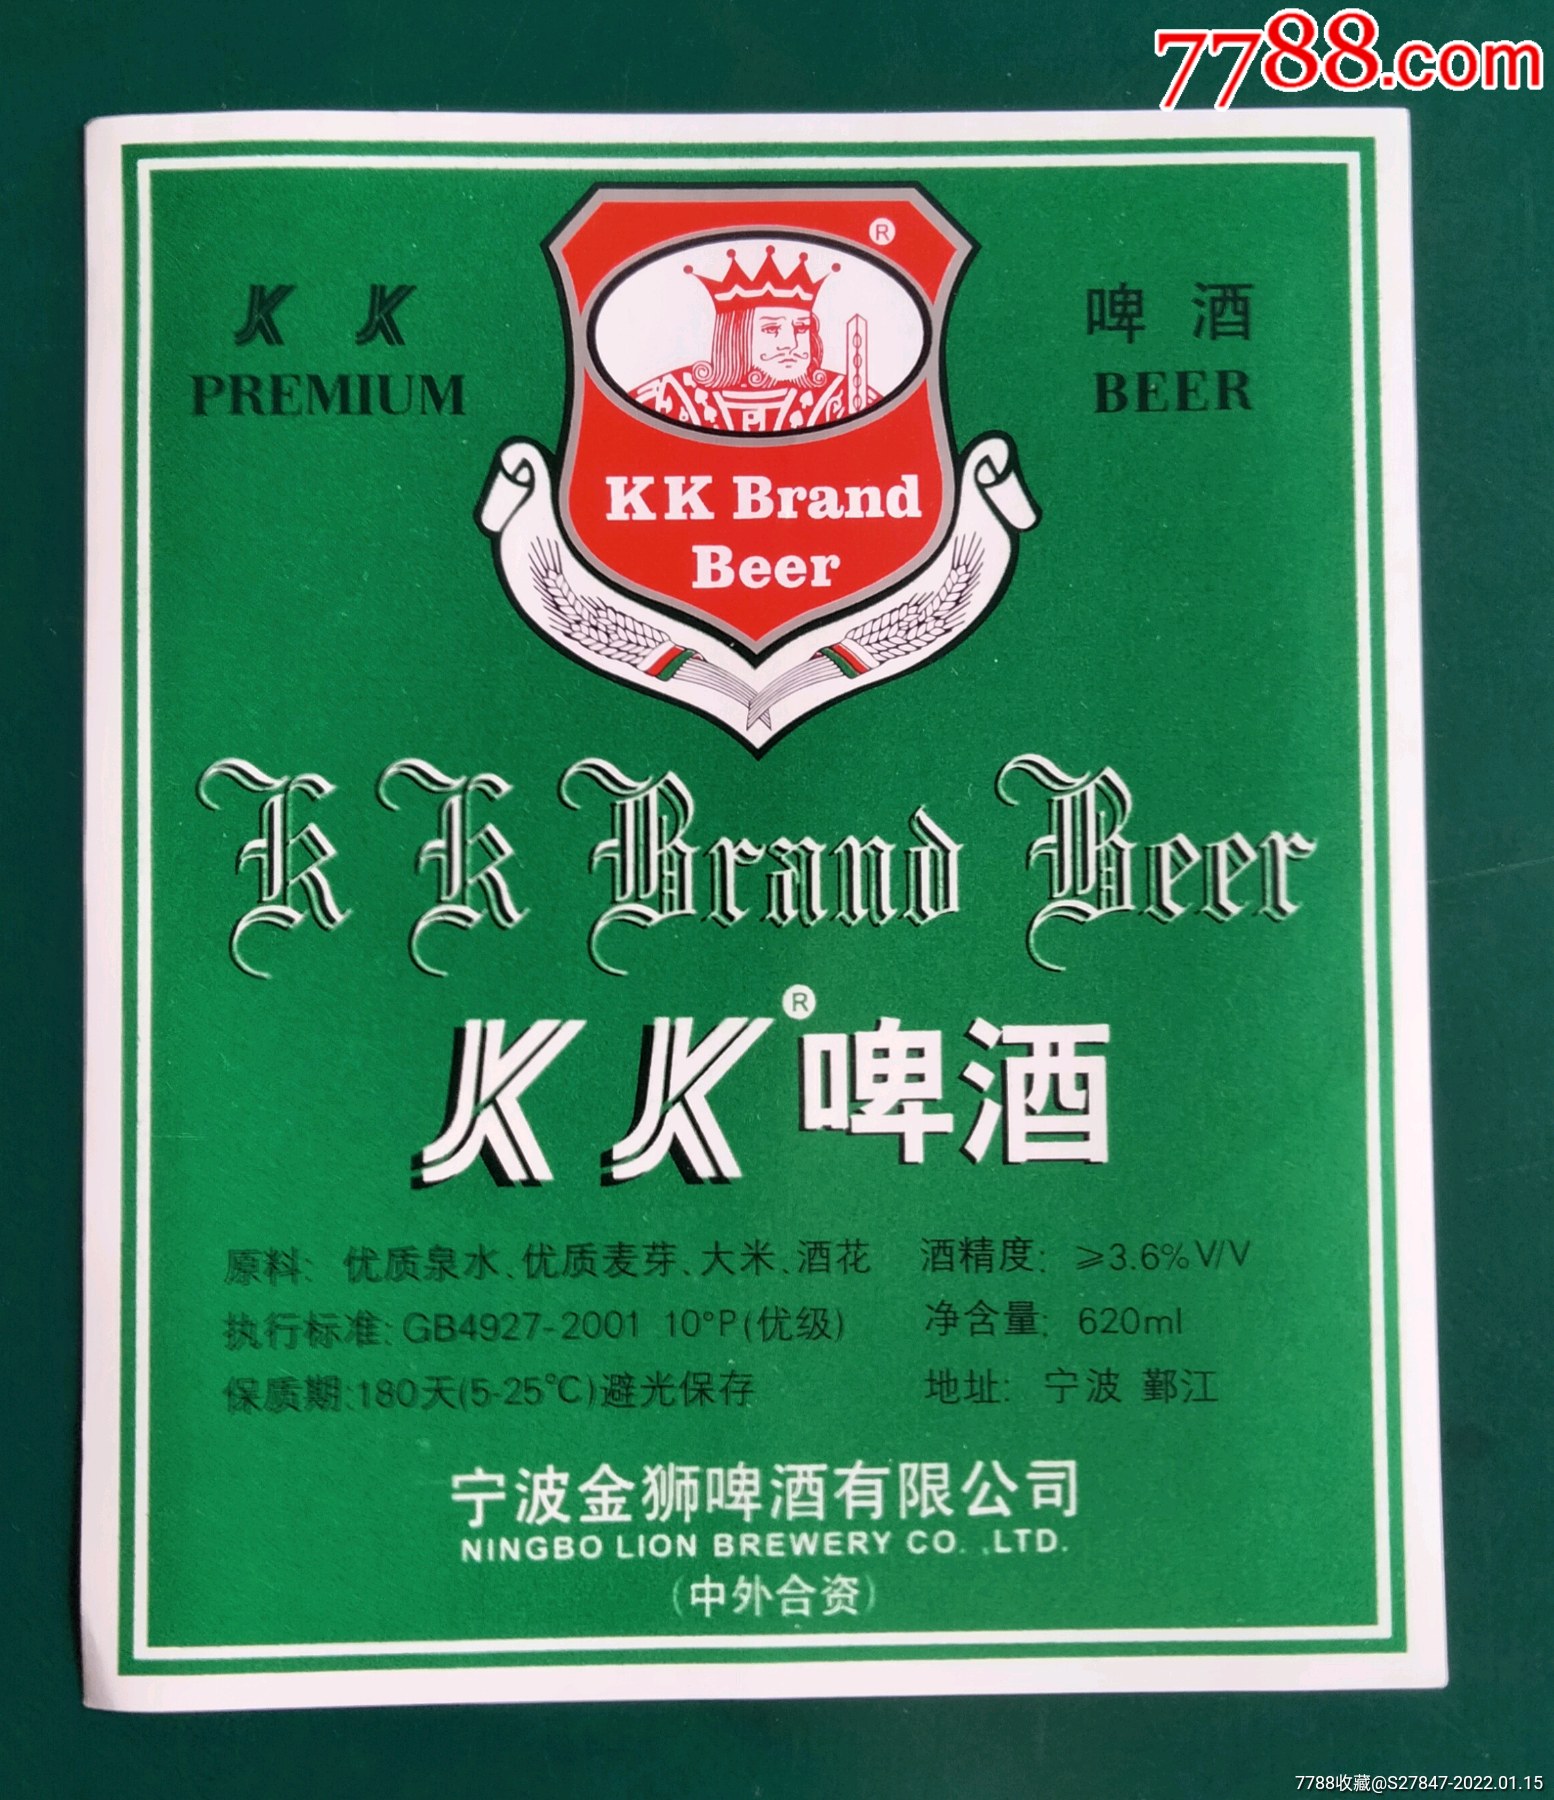 7788.com
®
K K
PREMIUM
啤酒
BEER
KK Brand
Beer
K K Brand Beer
KK®啤酒
原料: 优质泉水、优质麦芽、大米、酒花
酒精度: ≥3.6%V/V
执行标准:GB4927-2001 10°P(优级)
净含量: 620ml
保质期:180天(5-25℃)避光保存
地址: 宁波 鄞江
宁波金狮啤酒有限公司
NINGBO LION BREWERY CO. .,LTD.
(中外合资)
7788收藏@S27847-2022.01.15